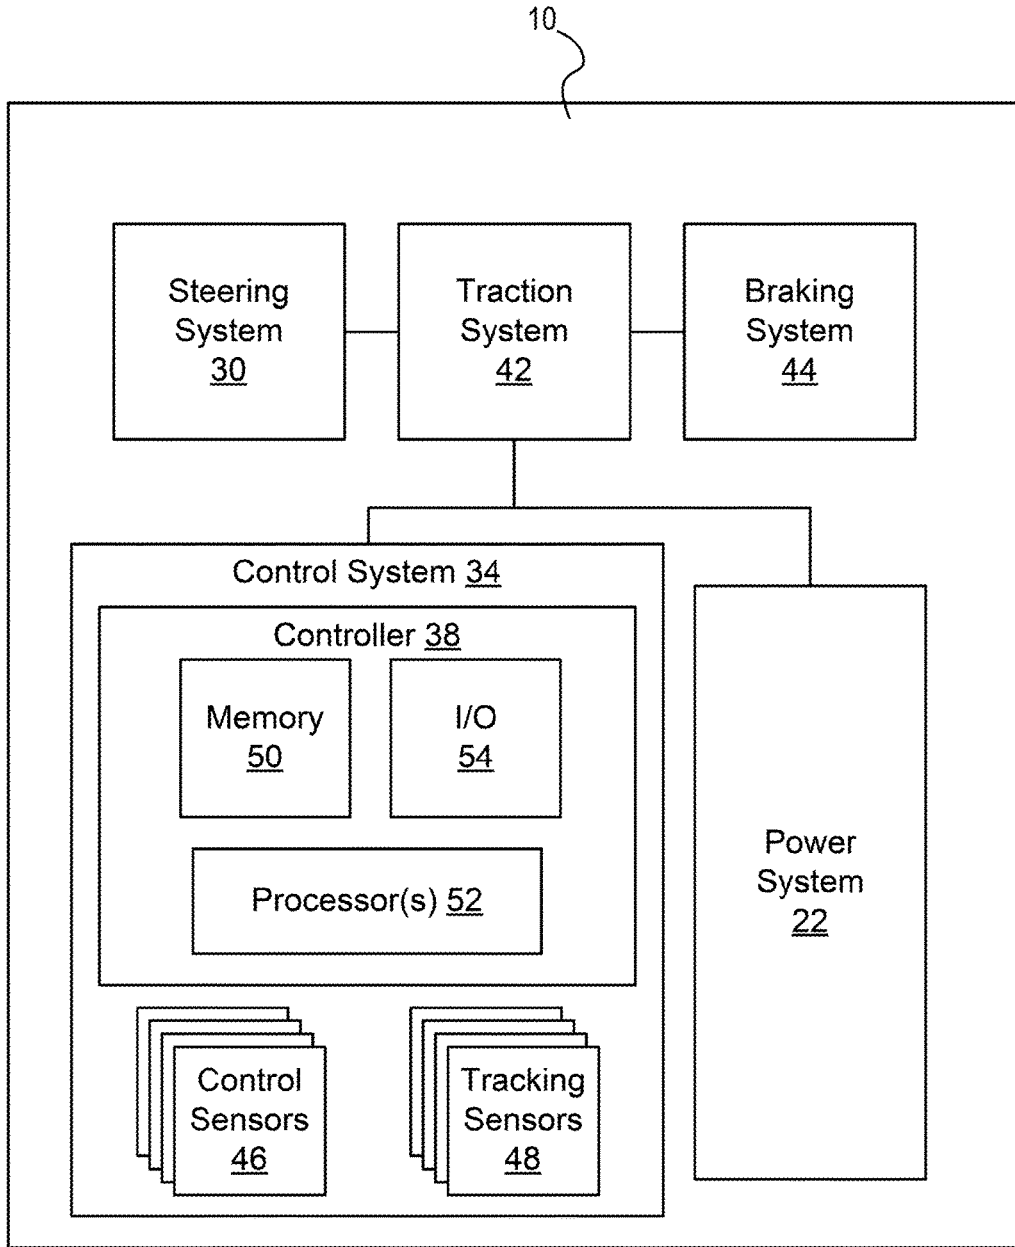 10
Steering
System
30
Traction
System
42
Braking
System
44
Control System 34
Controller 38
Memory
50
I/O
54
Processor(s) 52
Control
Sensors
46
Tracking
Sensors
48
Power
System
22